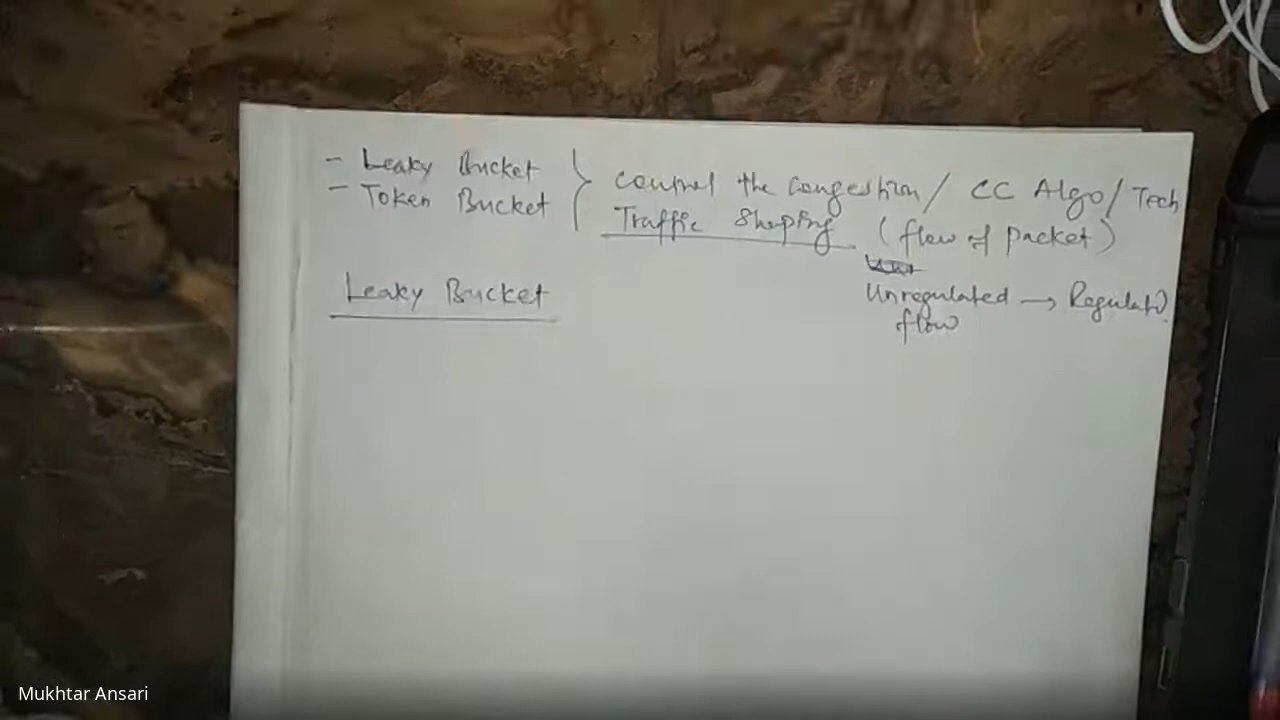 - Leaky Bucket
- Token Bucket
} Control the Congestion / CC Algo / Tech
Traffic Shaping (flow of packet)
Unregulated → Regulated
flow
Leaky Bucket
Mukhtar Ansari